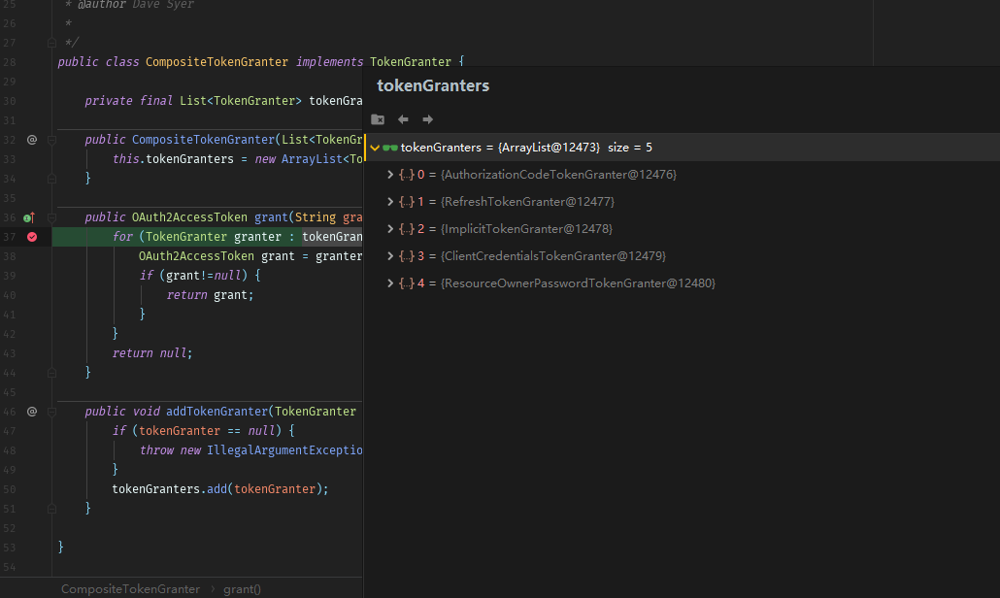 25 * @author Dave Syer
26 *
27 */
28 public class CompositeTokenGranter implements TokenGranter {
29
30 private final List<TokenGranter> tokenGra
31
32 @ public CompositeTokenGranter(List<TokenGr
33 this.tokenGranters = new ArrayList<To
34 }
35
36 public OAuth2AccessToken grant(String gra
37 for (TokenGranter granter : tokenGran
38 OAuth2AccessToken grant = granter
39 if (grant!=null) {
40 return grant;
41 }
42 }
43 return null;
44 }
45
46 @ public void addTokenGranter(TokenGranter
47 if (tokenGranter == null) {
48 throw new IllegalArgumentExceptio
49 }
50 tokenGranters.add(tokenGranter);
51 }
52
53 }
54
CompositeTokenGranter › grant()
tokenGranters
tokenGranters = {ArrayList@12473} size = 5
{..} 0 = {AuthorizationCodeTokenGranter@12476}
{..} 1 = {RefreshTokenGranter@12477}
{..} 2 = {ImplicitTokenGranter@12478}
{..} 3 = {ClientCredentialsTokenGranter@12479}
{..} 4 = {ResourceOwnerPasswordTokenGranter@12480}